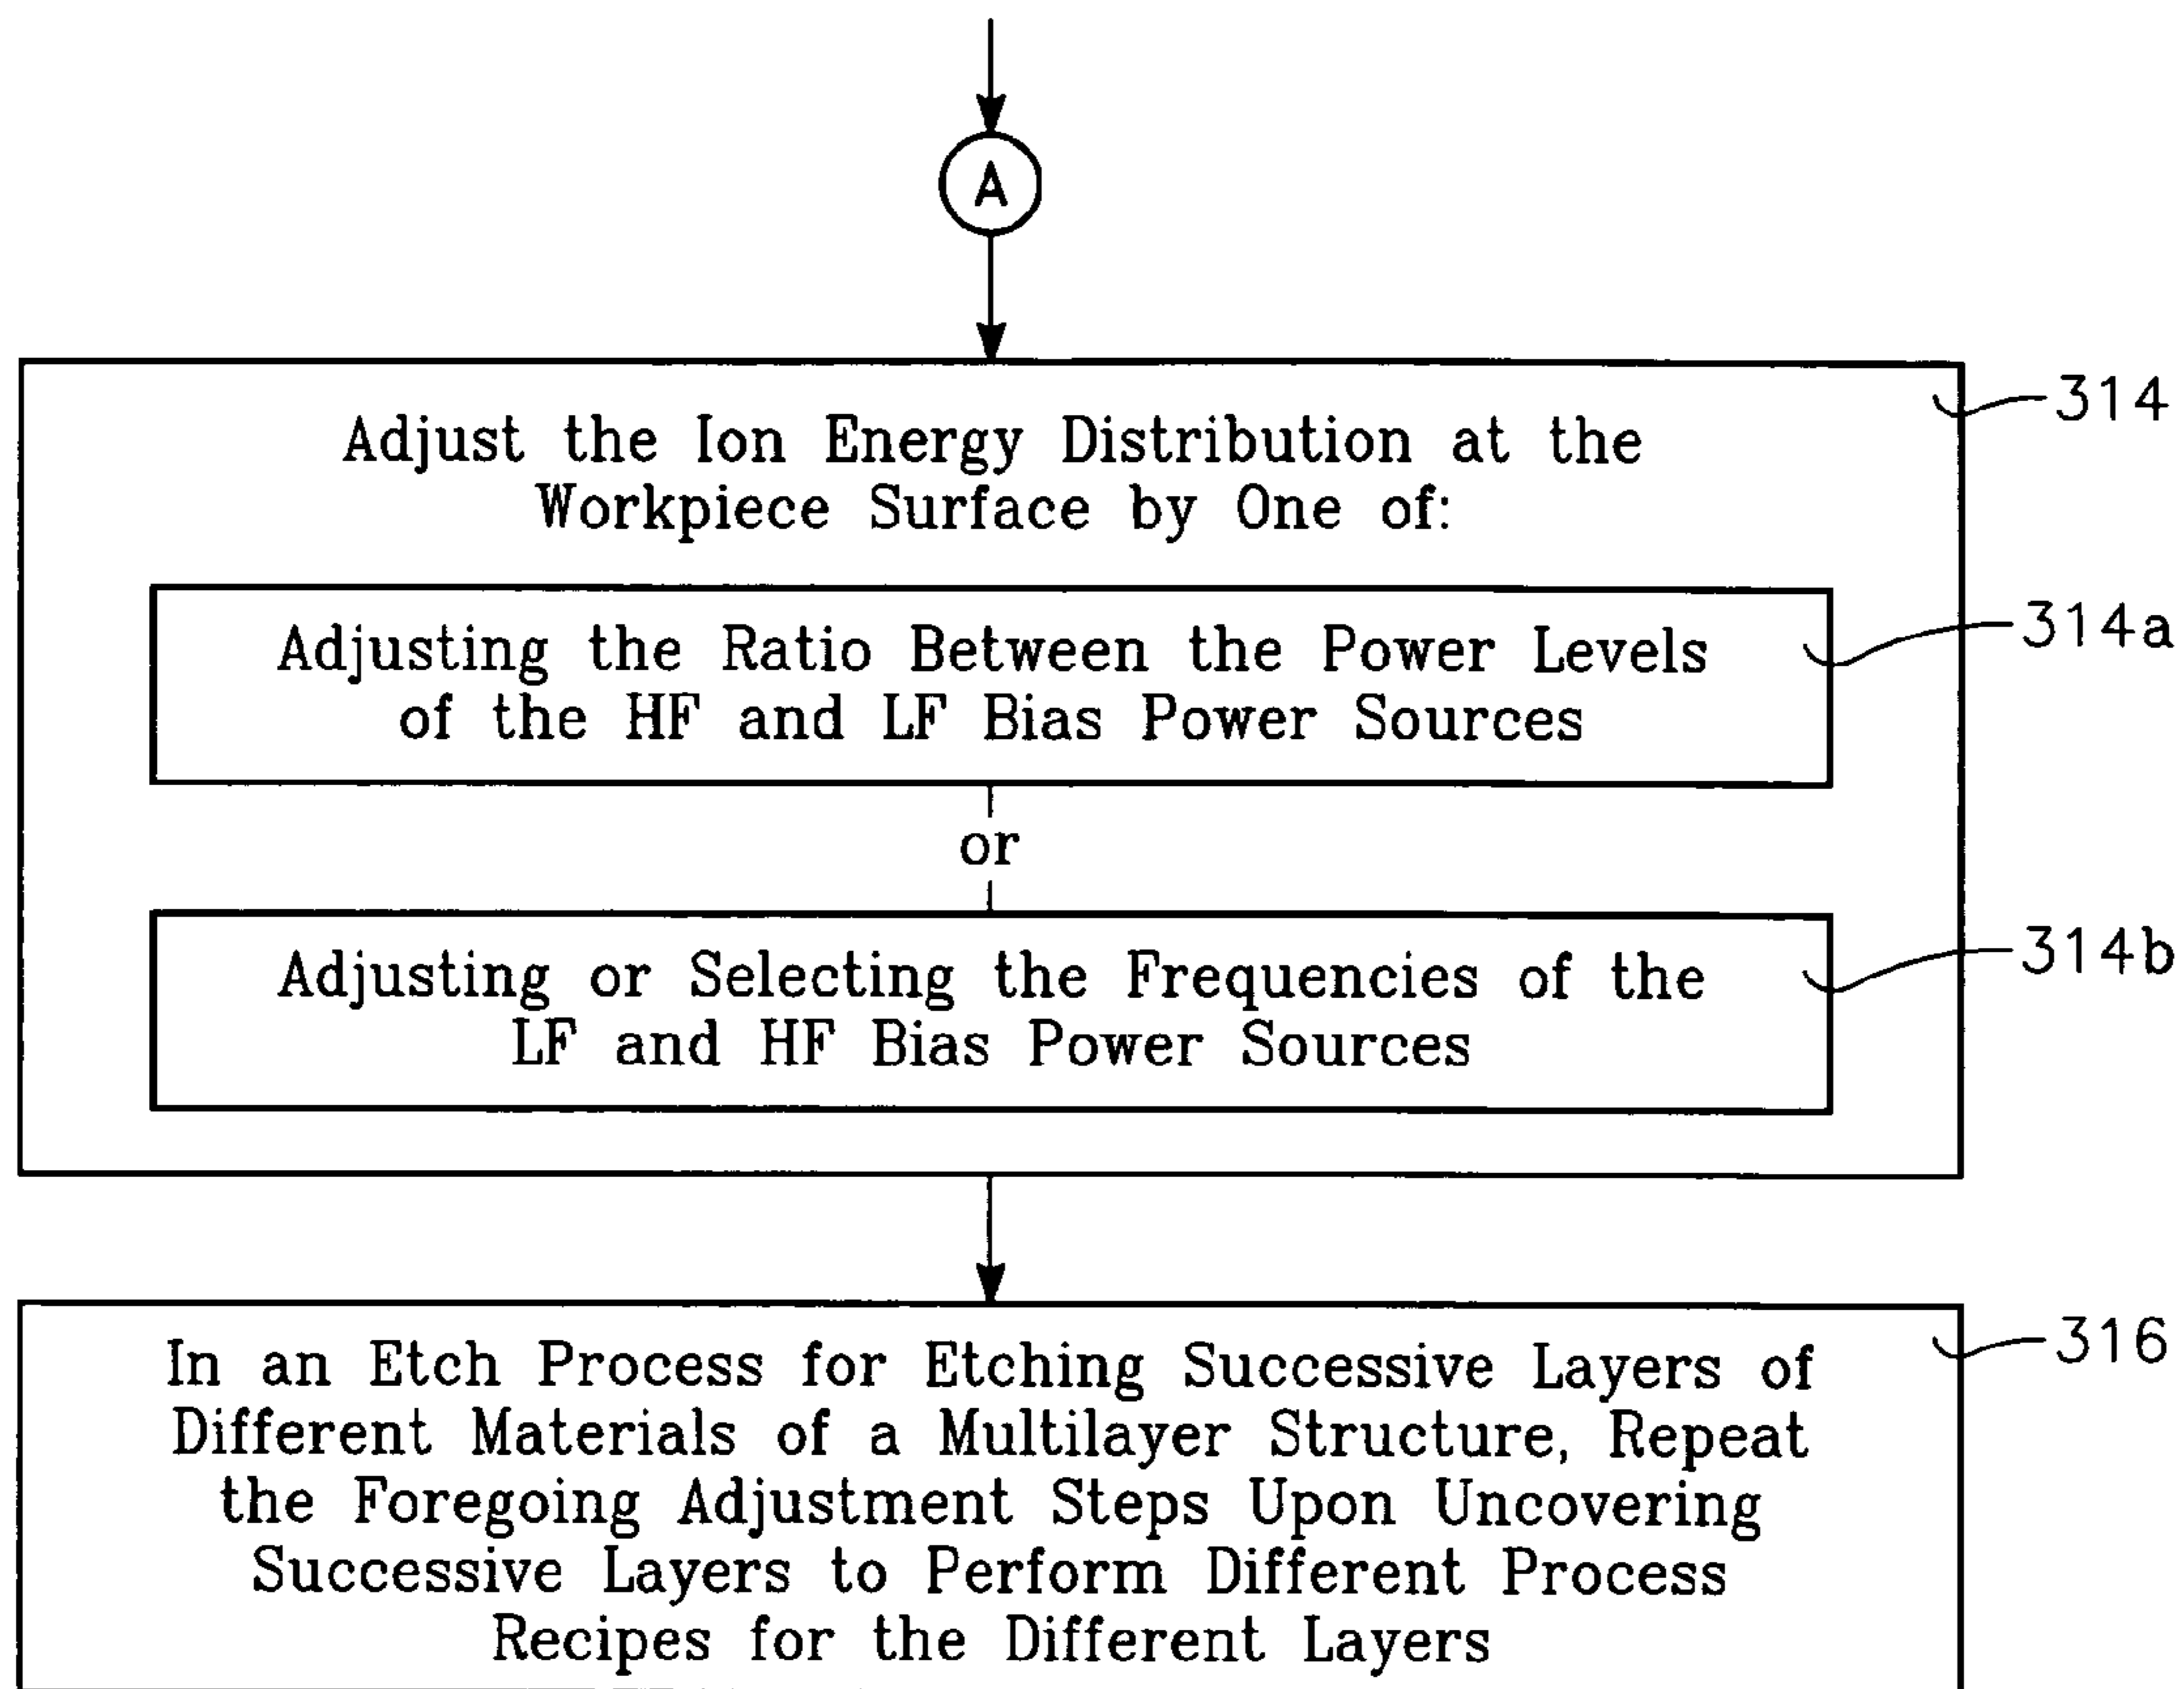 A
314
Adjust the Ion Energy Distribution at the
Workpiece Surface by One of:
314a
Adjusting the Ratio Between the Power Levels
of the HF and LF Bias Power Sources
or
314b
Adjusting or Selecting the Frequencies of the
LF and HF Bias Power Sources
316
In an Etch Process for Etching Successive Layers of
Different Materials of a Multilayer Structure, Repeat
the Foregoing Adjustment Steps Upon Uncovering
Successive Layers to Perform Different Process
Recipes for the Different Layers